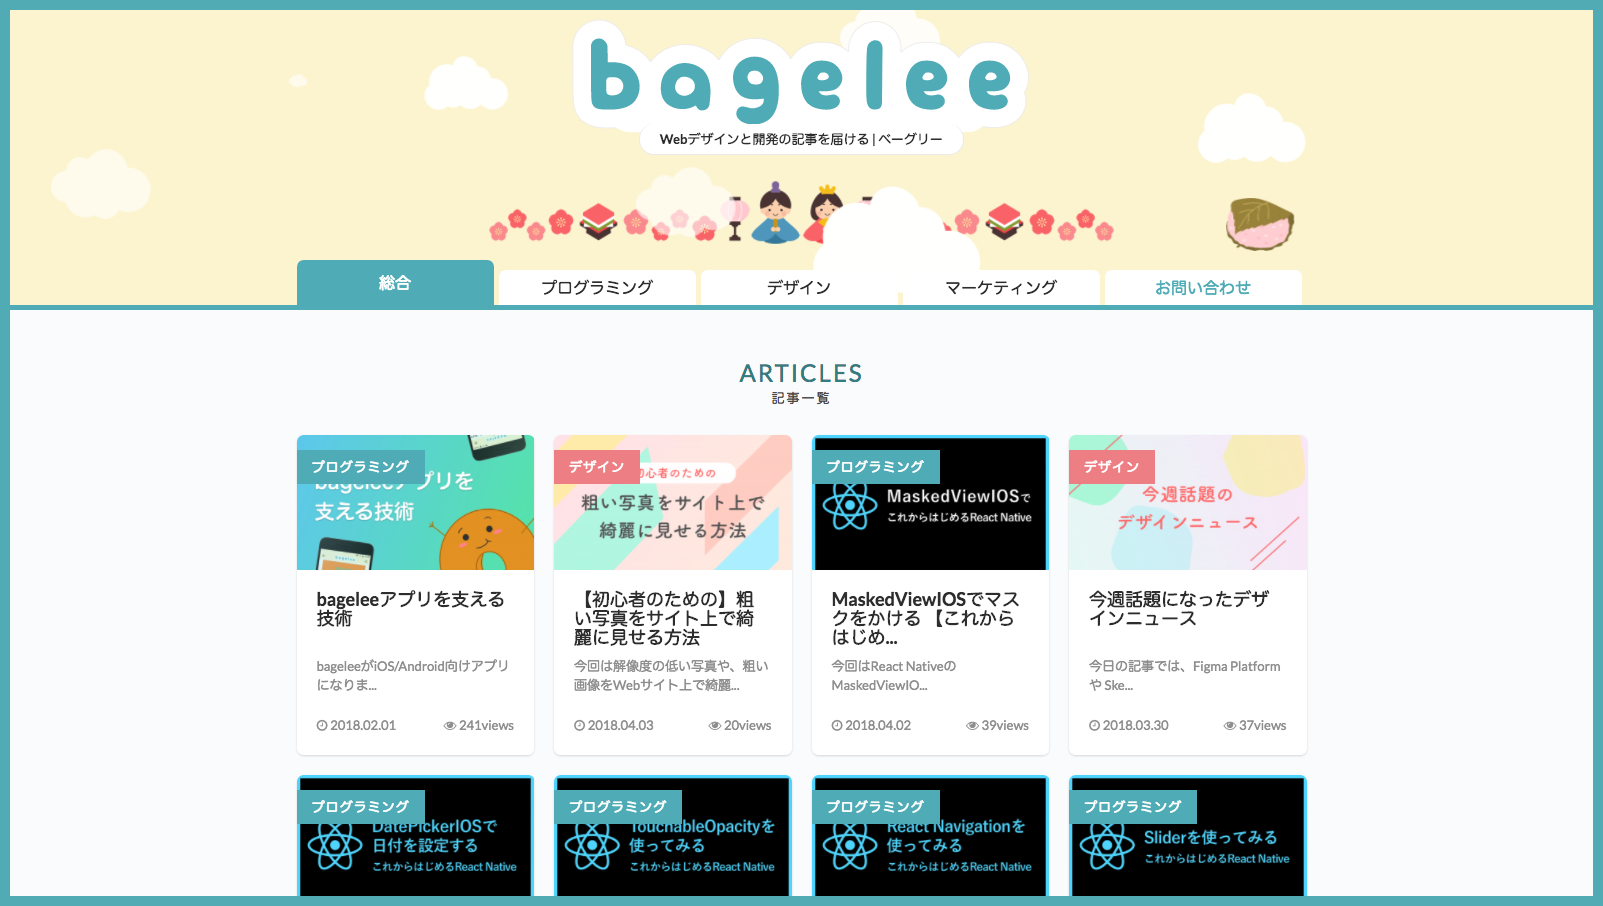 bagelee
Webデザインと開発の記事を届ける | ベーグリー
総合
プログラミング
デザイン
マーケティング
お問い合わせ
ARTICLES
記事一覧
プログラミング
bageleeアプリを
支える技術
bageleeアプリを支える
技術
bageleeがiOS/Android向けアプリ
になりま...
2018.02.01
241views
デザイン
初心者のための
粗い写真をサイト上で
綺麗に見せる方法
【初心者のための】粗
い写真をサイト上で綺
麗に見せる方法
今回は解像度の低い写真や、粗い
画像をWebサイト上で綺麗...
2018.04.03
20views
プログラミング
MaskedViewIOSで
これからはじめるReact Native
MaskedViewIOSでマス
クをかける 【これから
はじめ...
今回はReact Nativeの
MaskedViewIO...
2018.04.02
39views
デザイン
今週話題の
デザインニュース
今週話題になったデザ
インニュース
今日の記事では、Figma Platform
や Ske...
2018.03.30
37views
プログラミング
DatePickerIOSで
日付を設定する
これからはじめるReact Native
プログラミング
TouchableOpacityを
使ってみる
これからはじめるReact Native
プログラミング
React Navigationを
使ってみる
これからはじめるReact Native
プログラミング
Sliderを使ってみる
これからはじめるReact Native